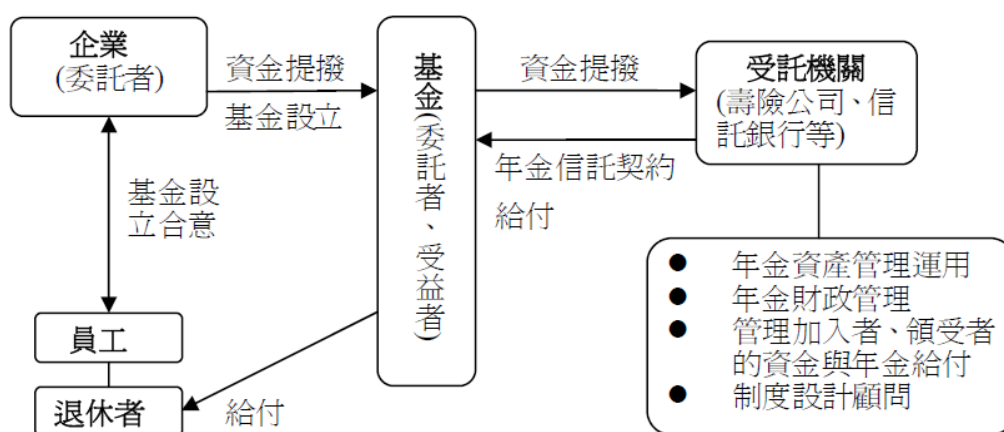 企業
(委託者)
資金提撥
基金設立
基金(委託者、受益者)
資金提撥
年金信託契約
給付
受託機關
(壽險公司、信
託銀行等)
基金設
立合意
員工
退休者
給付
● 年金資產管理運用
● 年金財政管理
● 管理加入者、領受者
的資金與年金給付
● 制度設計顧問